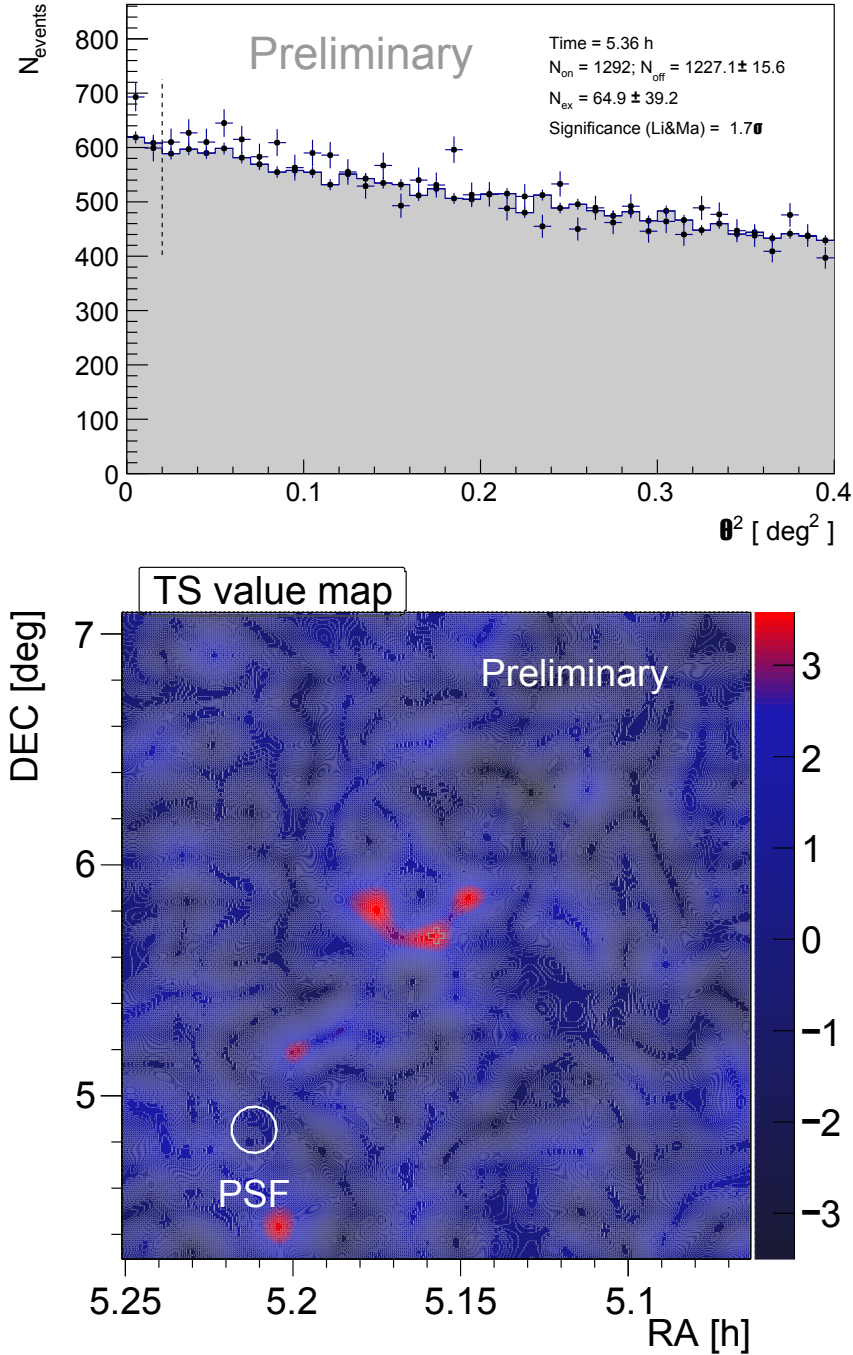 N_events
Preliminary
Time = 5.36 h
N_on = 1292; N_off = 1227.1 ± 15.6
N_ex = 64.9 ± 39.2
Significance (Li&Ma) = 1.7σ
800
700
600
500
400
300
200
100
0
0 0.1 0.2 0.3 0.4
θ² [ deg² ]
TS value map
Preliminary
DEC [deg]
7
6
5
PSF
3
2
1
0
−1
−2
−3
5.25 5.2 5.15 5.1
RA [h]